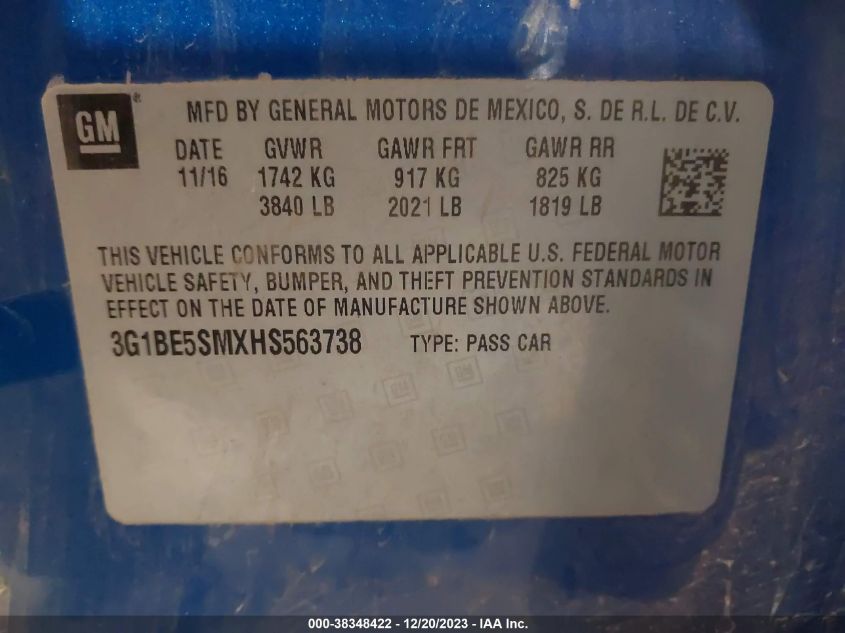 GM ®
MFD BY GENERAL MOTORS DE MEXICO, S. DE R.L. DE C.V.
DATE GVWR GAWR FRT GAWR RR
11/16 1742 KG 917 KG 825 KG
3840 LB 2021 LB 1819 LB
THIS VEHICLE CONFORMS TO ALL APPLICABLE U.S. FEDERAL MOTOR
VEHICLE SAFETY, BUMPER, AND THEFT PREVENTION STANDARDS IN
EFFECT ON THE DATE OF MANUFACTURE SHOWN ABOVE.
3G1BE5SMXHS563738 TYPE: PASS CAR
000-38348422 - 12/20/2023 - IAA Inc.